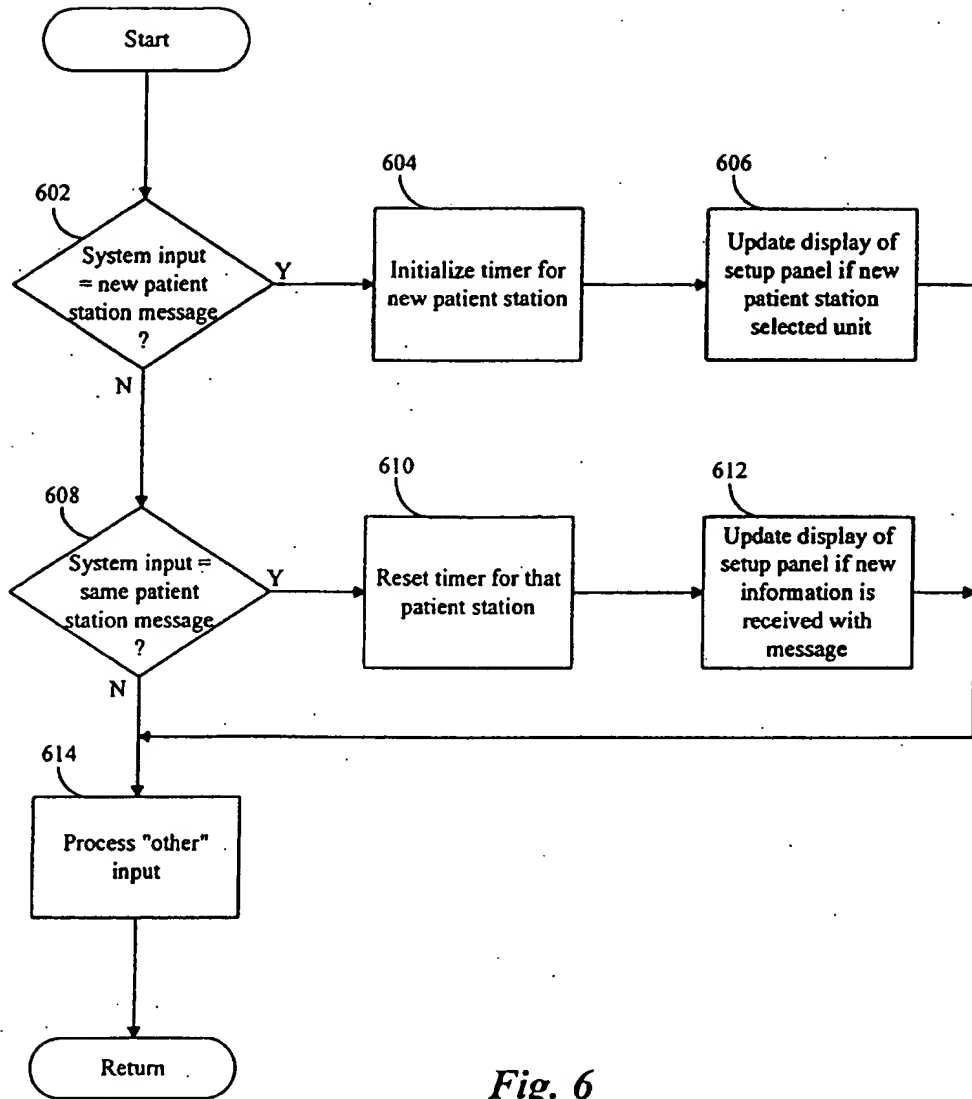 Start
602
System input
= new patient
station message
?
Y
N
604
Initialize timer for
new patient station
606
Update display of
setup panel if new
patient station
selected unit
608
System input =
same patient
station message
?
Y
N
610
Reset timer for that
patient station
612
Update display of
setup panel if new
information is
received with
message
614
Process "other"
input
Return
Fig. 6